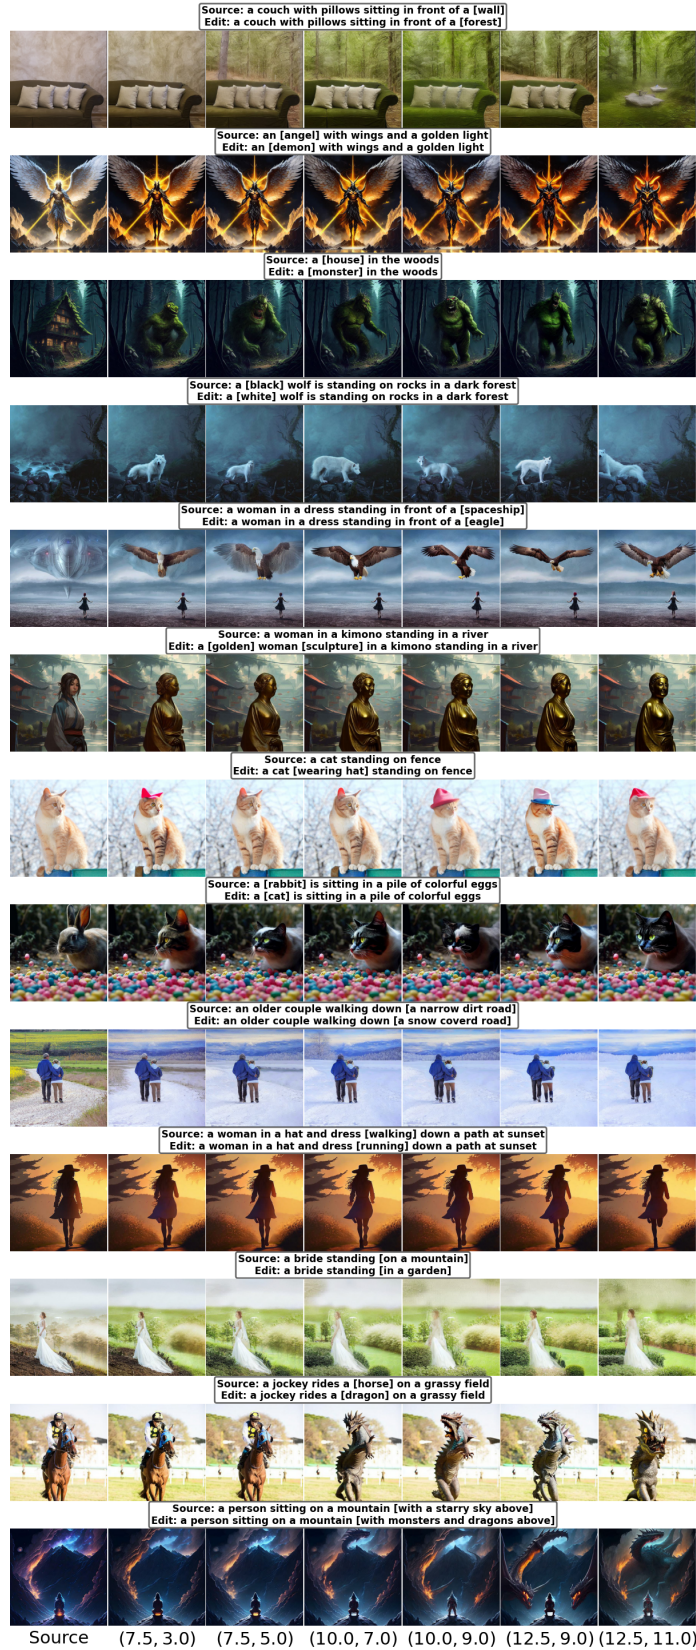 Source: a couch with pillows sitting in front of a [wall]
Edit: a couch with pillows sitting in front of a [forest]
Source: an [angel] with wings and a golden light
Edit: an [demon] with wings and a golden light
Source: a [house] in the woods
Edit: a [monster] in the woods
Source: a [black] wolf is standing on rocks in a dark forest
Edit: a [white] wolf is standing on rocks in a dark forest
Source: a woman in a dress standing in front of a [spaceship]
Edit: a woman in a dress standing in front of a [eagle]
Source: a woman in a kimono standing in a river
Edit: a [golden] woman [sculpture] in a kimono standing in a river
Source: a cat standing on fence
Edit: a cat [wearing hat] standing on fence
Source: a [rabbit] is sitting in a pile of colorful eggs
Edit: a [cat] is sitting in a pile of colorful eggs
Source: an older couple walking down [a narrow dirt road]
Edit: an older couple walking down [a snow coverd road]
Source: a woman in a hat and dress [walking] down a path at sunset
Edit: a woman in a hat and dress [running] down a path at sunset
Source: a bride standing [on a mountain]
Edit: a bride standing [in a garden]
Source: a jockey rides a [horse] on a grassy field
Edit: a jockey rides a [dragon] on a grassy field
Source: a person sitting on a mountain [with a starry sky above]
Edit: a person sitting on a mountain [with monsters and dragons above]
Source (7.5, 3.0) (7.5, 5.0) (10.0, 7.0) (10.0, 9.0) (12.5, 9.0) (12.5, 11.0)